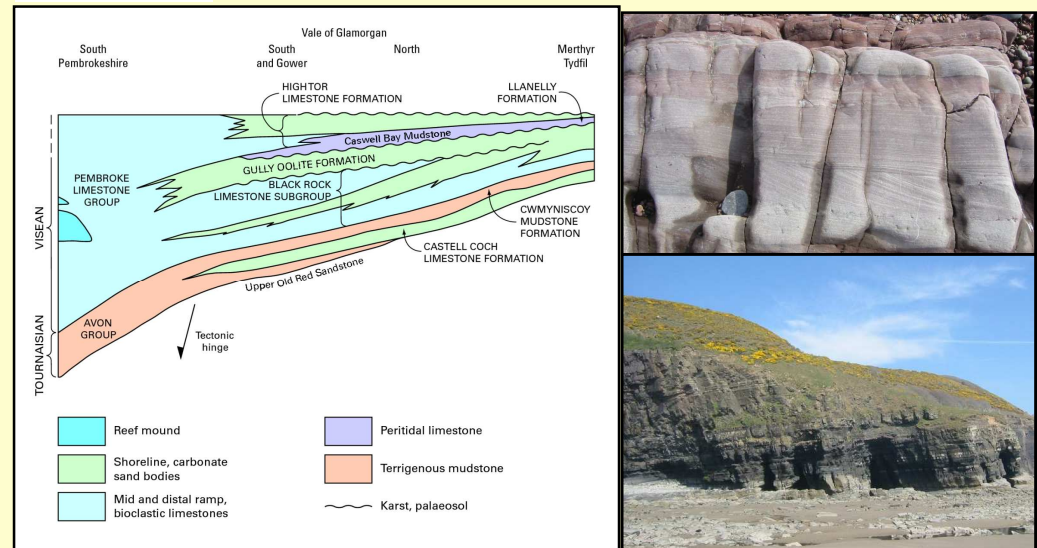 Vale of Glamorgan
South
Pembrokeshire
South
and Gower
North
Merthyr
Tydfil
HIGHTOR
LIMESTONE FORMATION
LLANELLY
FORMATION
Caswell Bay Mudstone
GULLY OOLITE FORMATION
PEMBROKE
LIMESTONE
GROUP
BLACK ROCK
LIMESTONE SUBGROUP
CWMYNISCOY
MUDSTONE
FORMATION
CASTELL COCH
LIMESTONE FORMATION
Upper Old Red Sandstone
VISEAN
TOURNAISIAN
AVON
GROUP
Tectonic
hinge
Reef mound
Shoreline, carbonate
sand bodies
Mid and distal ramp,
bioclastic limestones
Peritidal limestone
Terrigenous mudstone
Karst, palaeosol